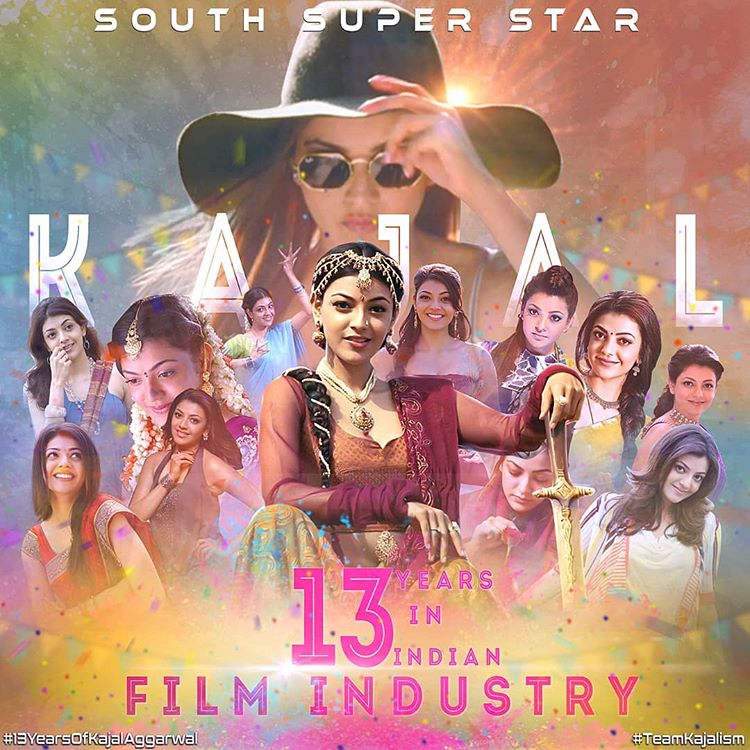 SOUTH SUPER STAR
KAJAL
13 YEARS
IN
INDIAN
FILM INDUSTRY
#13YearsOfKajalAggarwal
#TeamKajalism